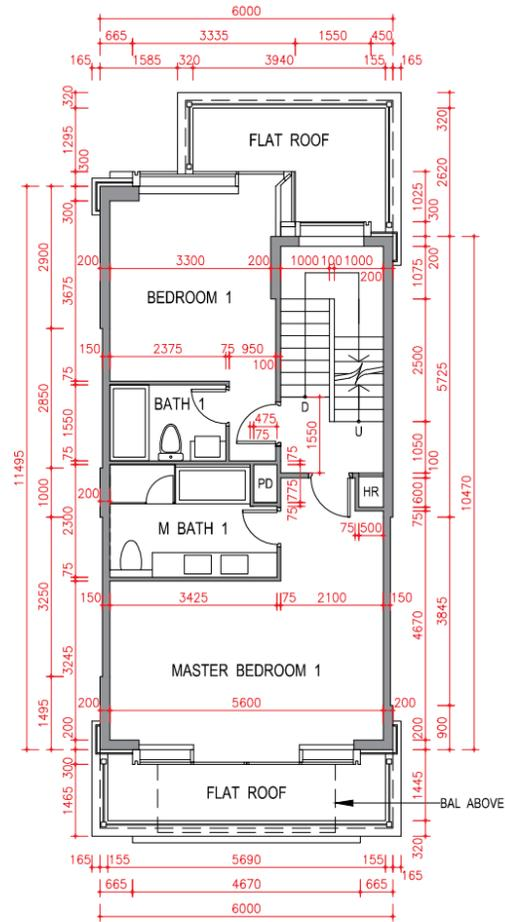 6000
665 3335 1550 450
165 1585 320 3940 155 165
320
1295
300
320
2620
FLAT ROOF
1025
300
300
2900
3675
200 3300 200 1000 100 1000
200
200
1075
BEDROOM 1
2500
5725
150 2375 75 950
100
75
2850
1550
BATH 1
475
75
D
U
1550
1050
100
11495
10470
75
1000
200
PD
75
775
75
HR
600
75
75 500
2300
M BATH 1
75
150 3425 75 2100 150
3250
3245
4670
3845
MASTER BEDROOM 1
200 5600 200
1495
200
200
900
300
1465
FLAT ROOF
BAL ABOVE
1445
320
165 155 5690 155 165
665 4670 665
6000